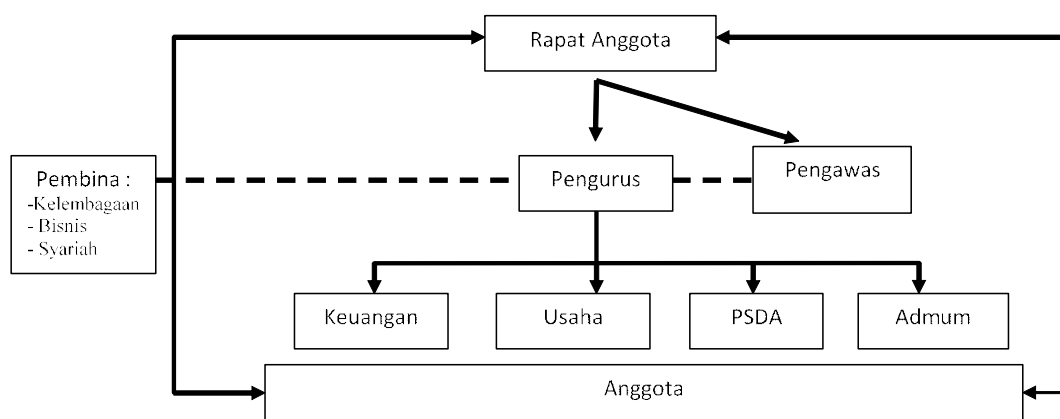 Rapat Anggota
Pembina :
-Kelembagaan
- Bisnis
- Syariah
Pengurus
Pengawas
Keuangan
Usaha
PSDA
Admum
Anggota